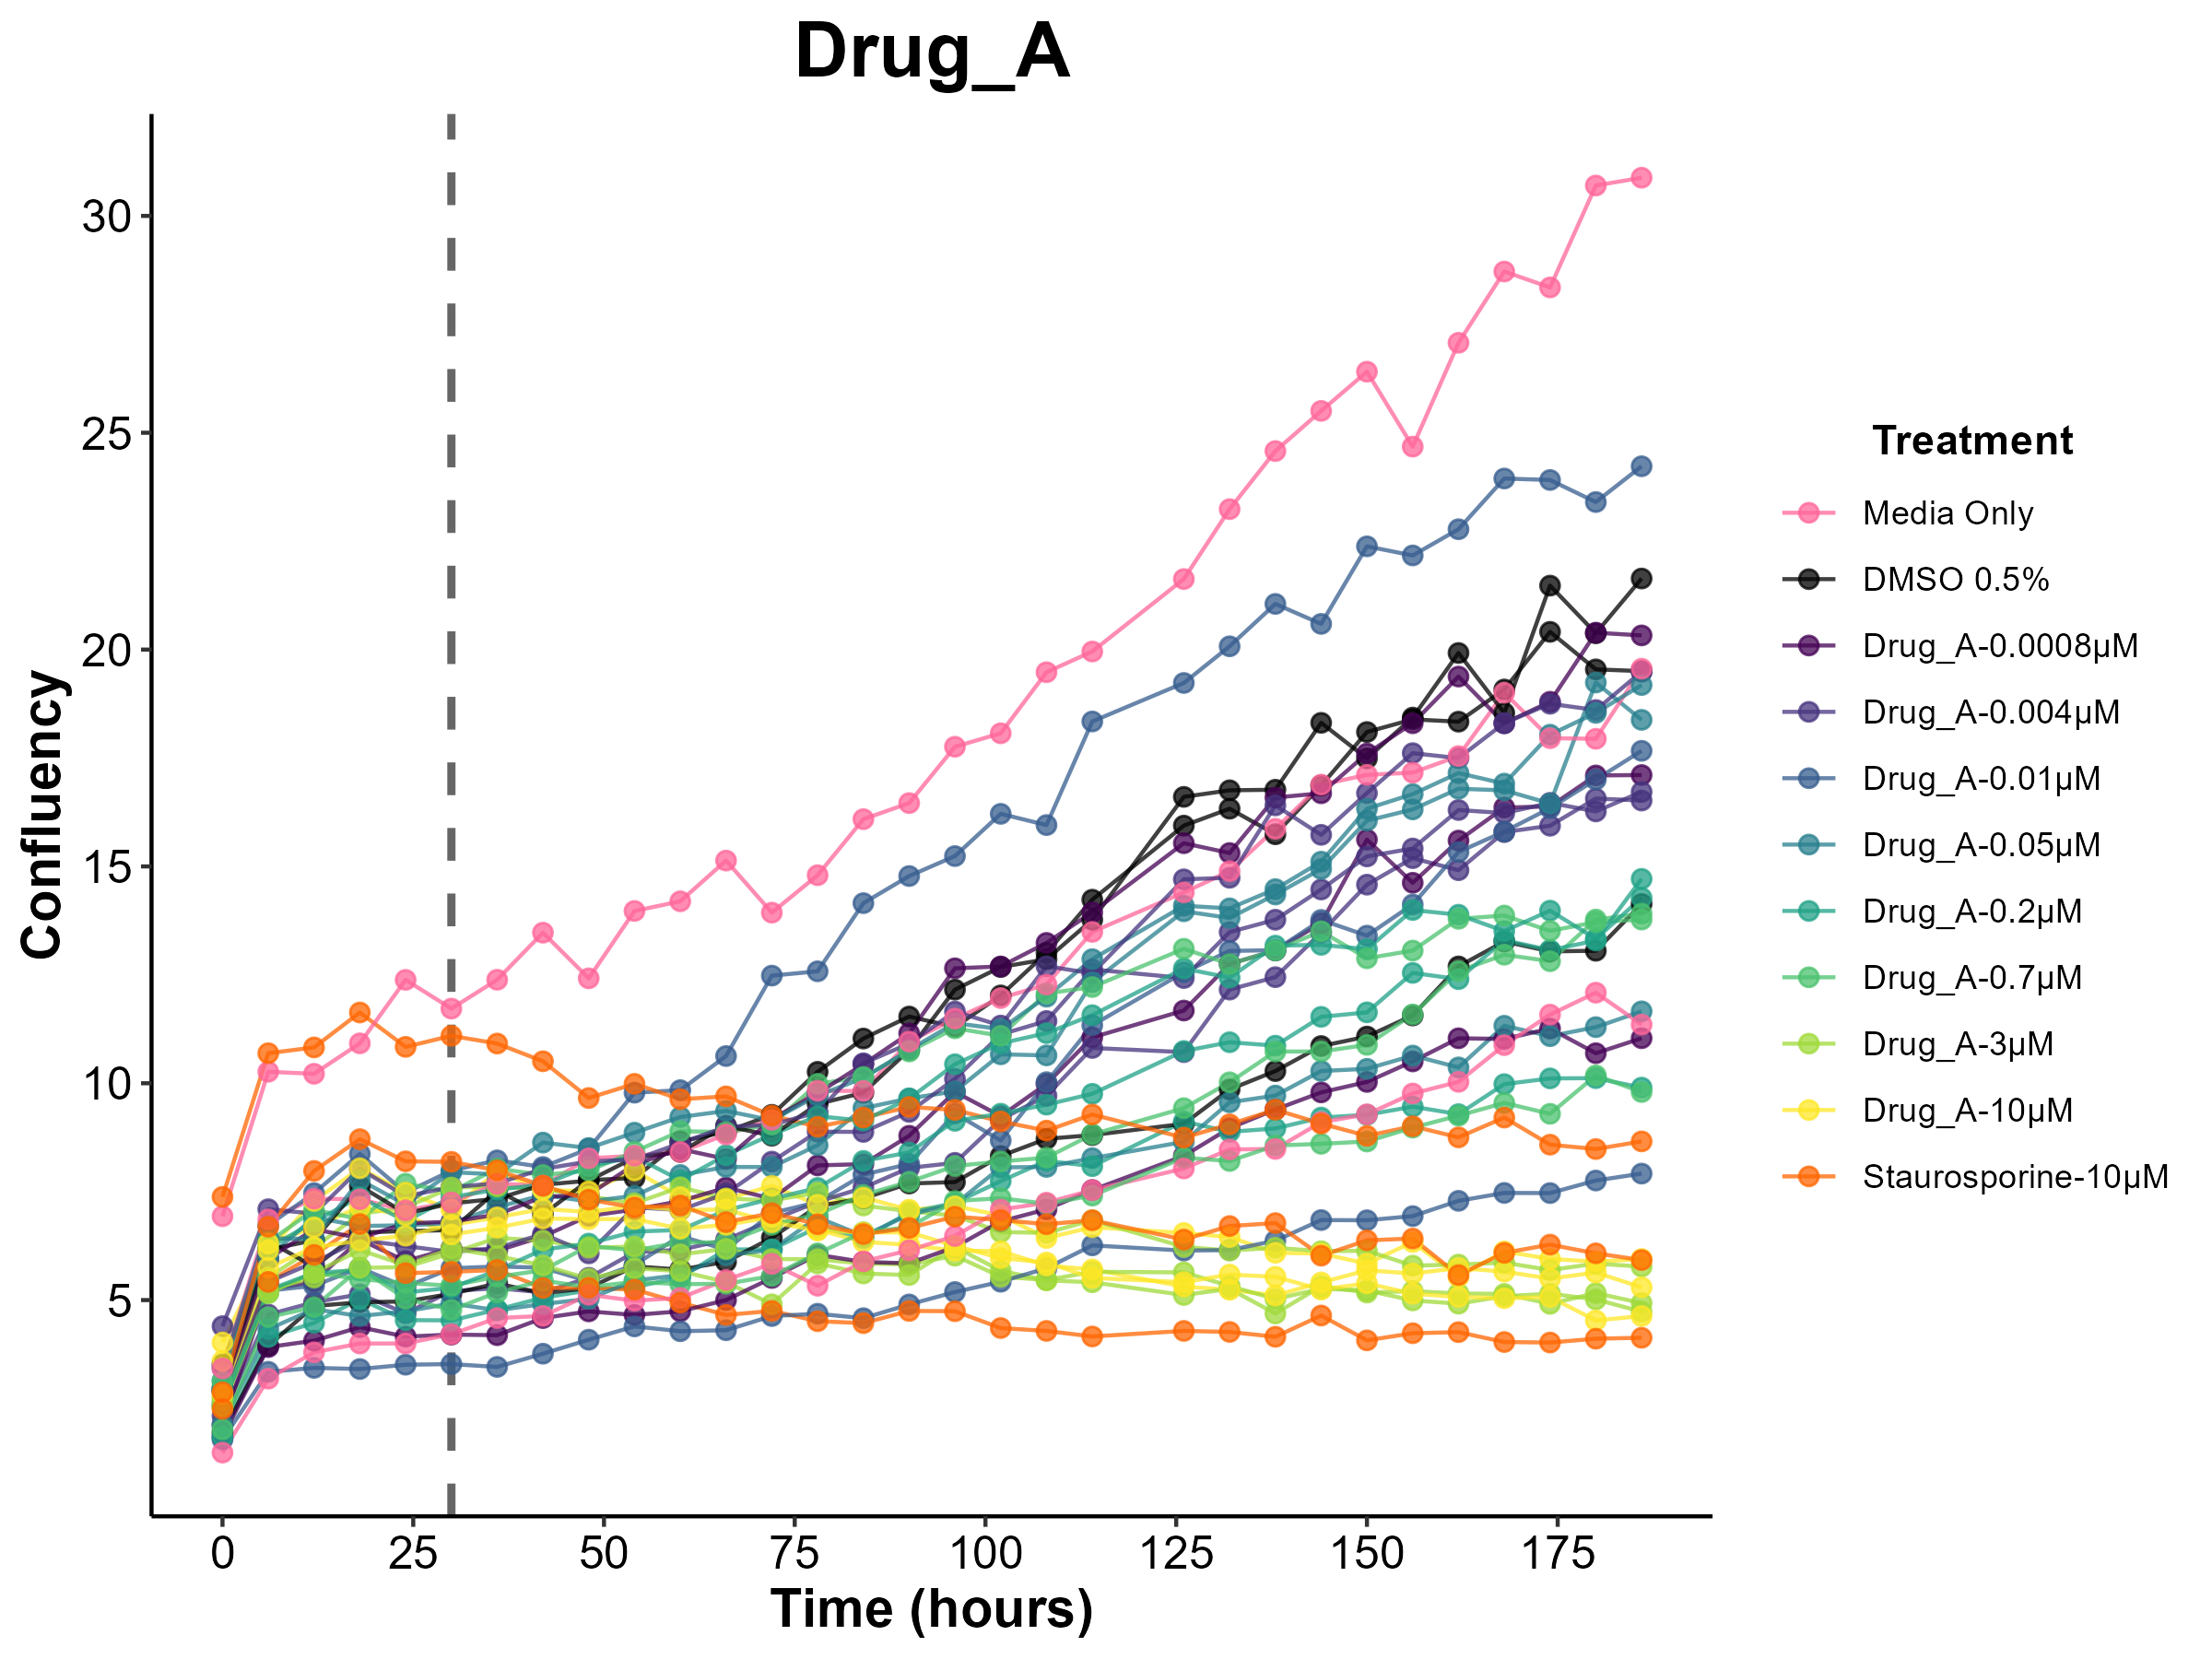 Drug_A
Confluency
30
25
20
15
10
5
0 25 50 75 100 125 150 175
Time (hours)
Treatment
Media Only
DMSO 0.5%
Drug_A-0.0008µM
Drug_A-0.004µM
Drug_A-0.01µM
Drug_A-0.05µM
Drug_A-0.2µM
Drug_A-0.7µM
Drug_A-3µM
Drug_A-10µM
Staurosporine-10µM